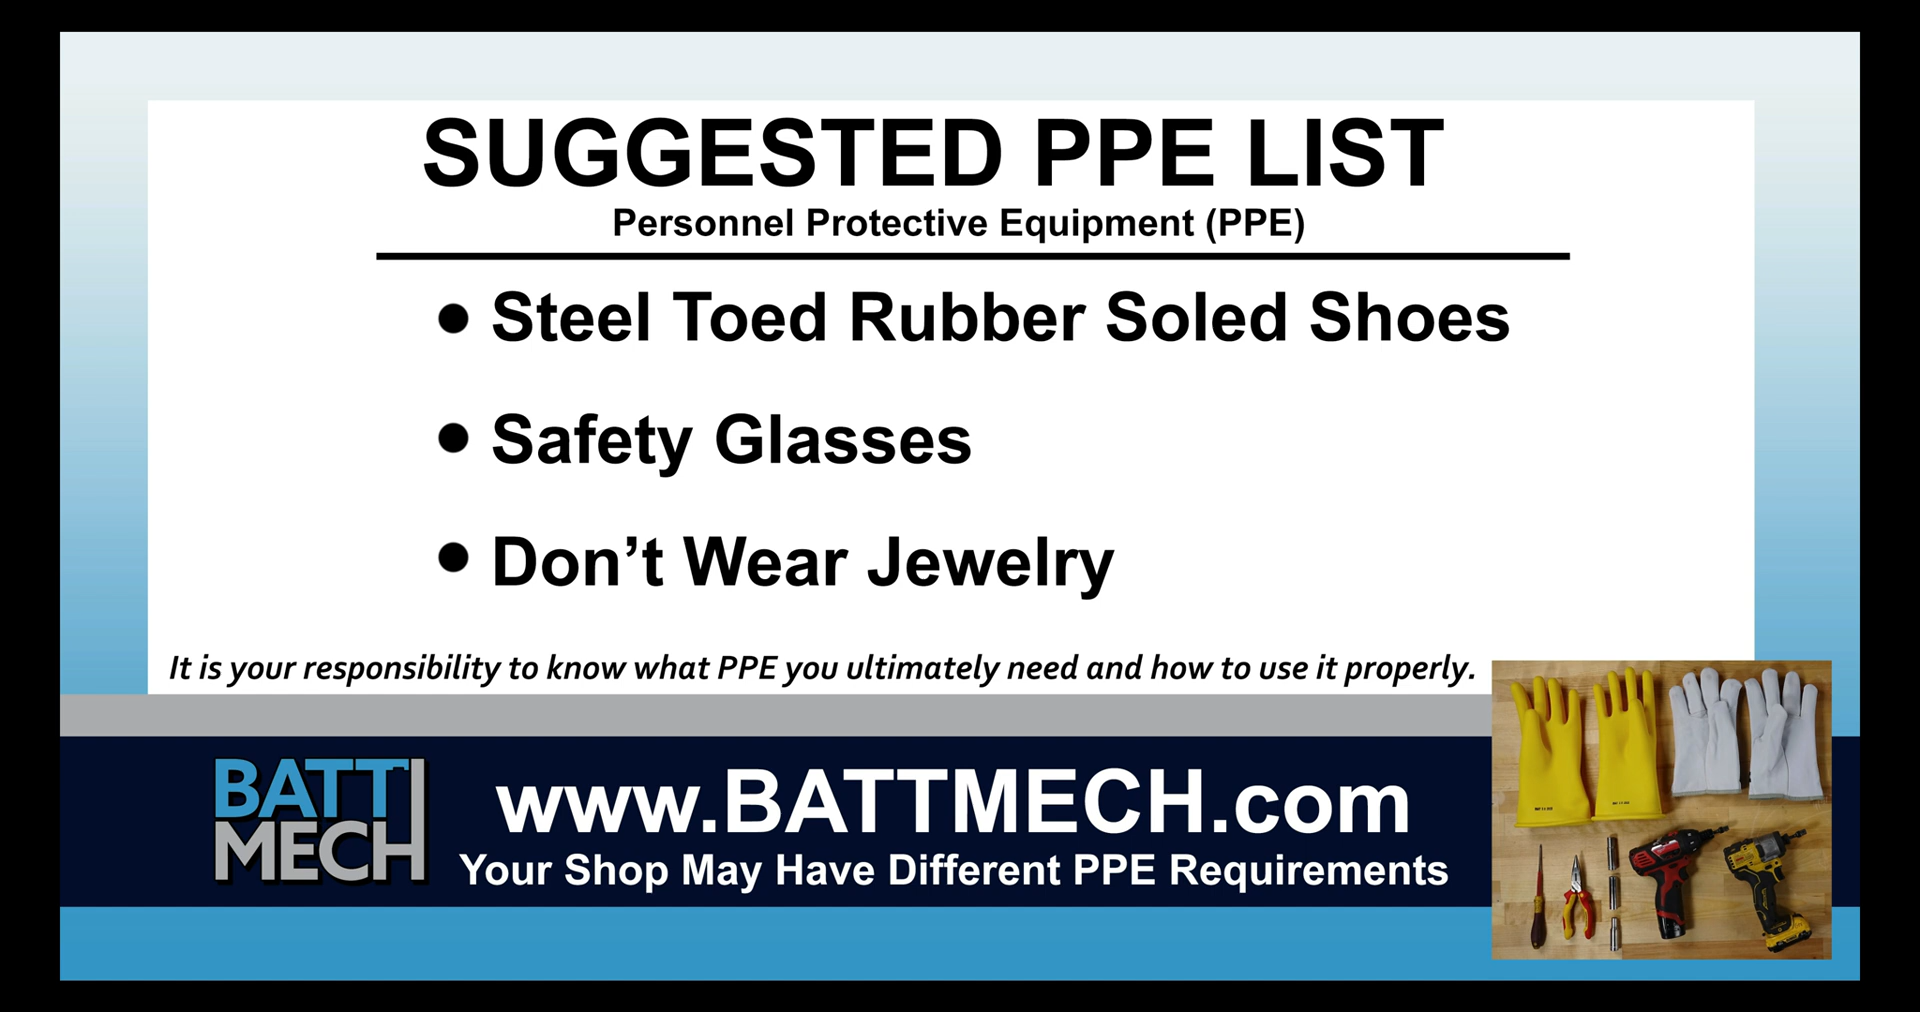 SUGGESTED PPE LIST
Personnel Protective Equipment (PPE)
● Steel Toed Rubber Soled Shoes
● Safety Glasses
● Don’t Wear Jewelry
It is your responsibility to know what PPE you ultimately need and how to use it properly.
BATT
MECH
www.BATTMECH.com
Your Shop May Have Different PPE Requirements